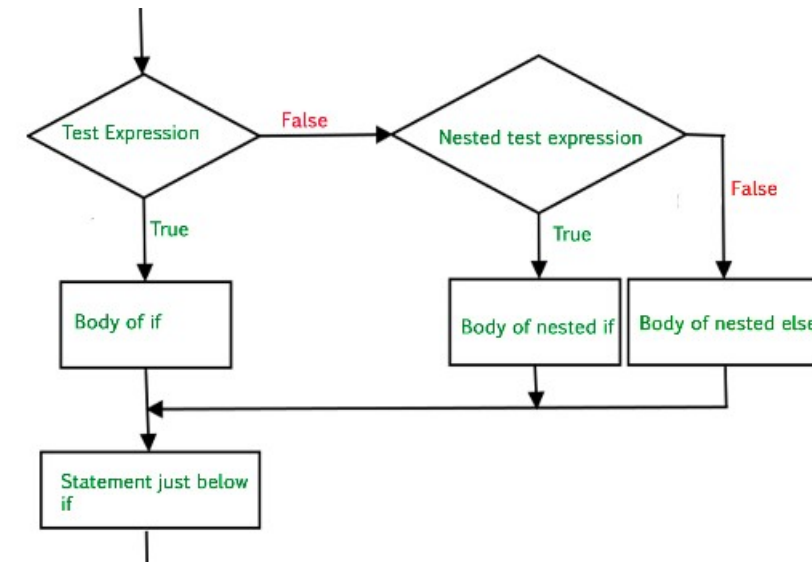 Test Expression
False
Nested test expression
False
True
True
Body of if
Body of nested if
Body of nested else
Statement just below
if